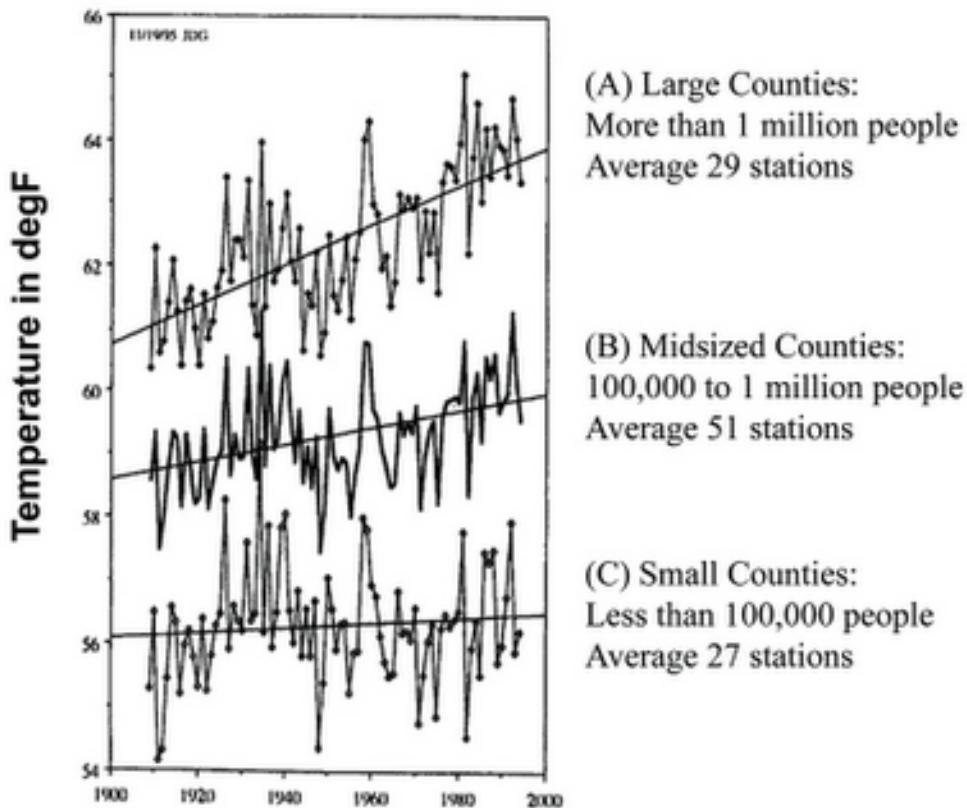 66
11/19/95 JDG
64
62
60
58
56
54
1900
1920
1940
1960
1980
2000
Temperature in degF
(A) Large Counties:
More than 1 million people
Average 29 stations
(B) Midsized Counties:
100,000 to 1 million people
Average 51 stations
(C) Small Counties:
Less than 100,000 people
Average 27 stations